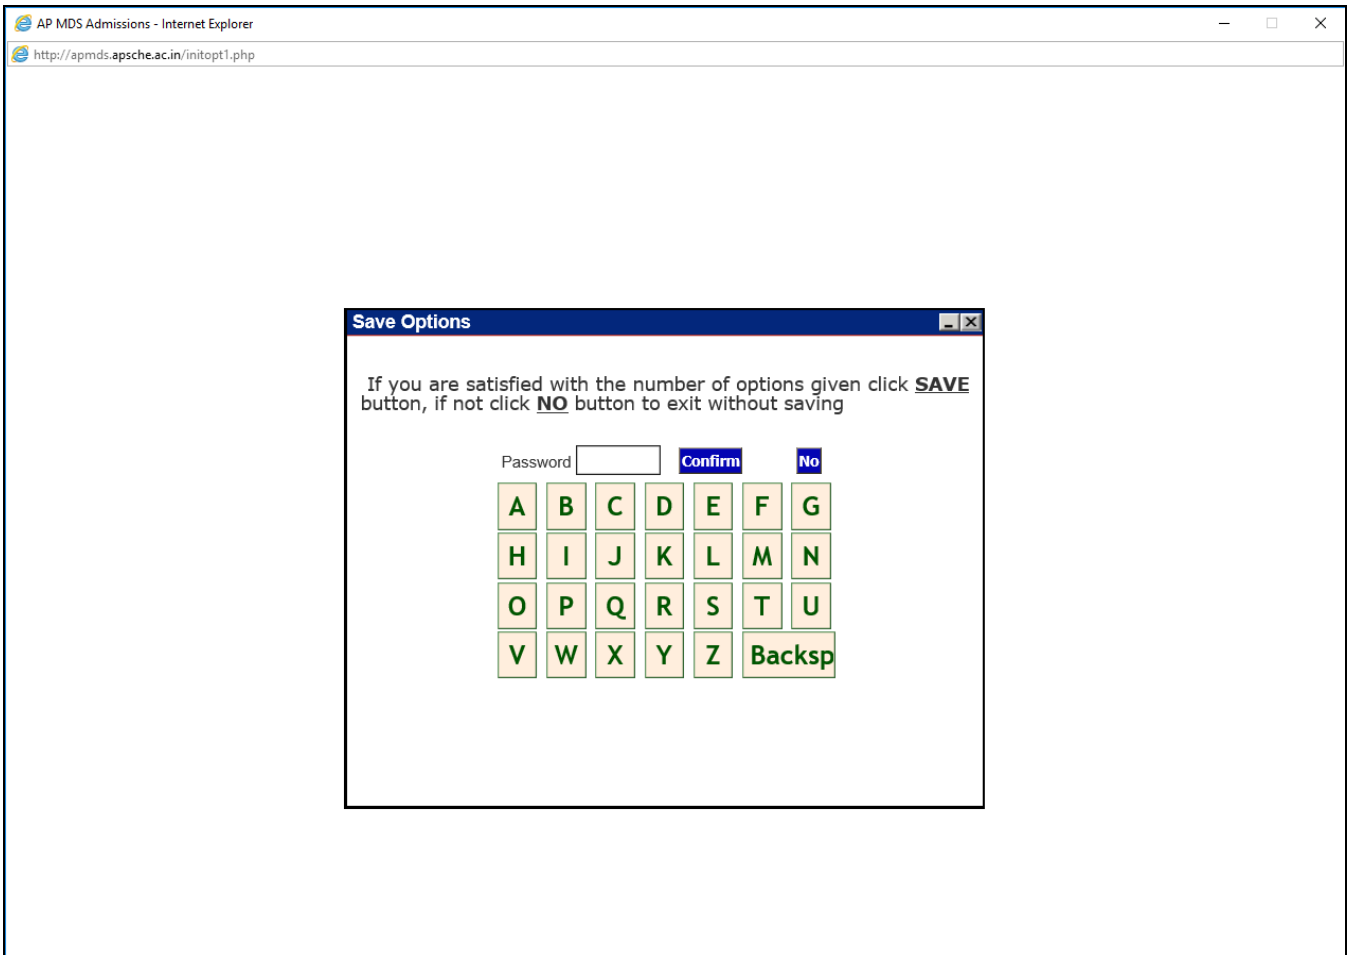 AP MDS Admissions - Internet Explorer
http://apmds.apsche.ac.in/initopt1.php
Save Options
If you are satisfied with the number of options given click SAVE
button, if not click NO button to exit without saving
Password Confirm No
A B C D E F G
H I J K L M N
O P Q R S T U
V W X Y Z Backsp